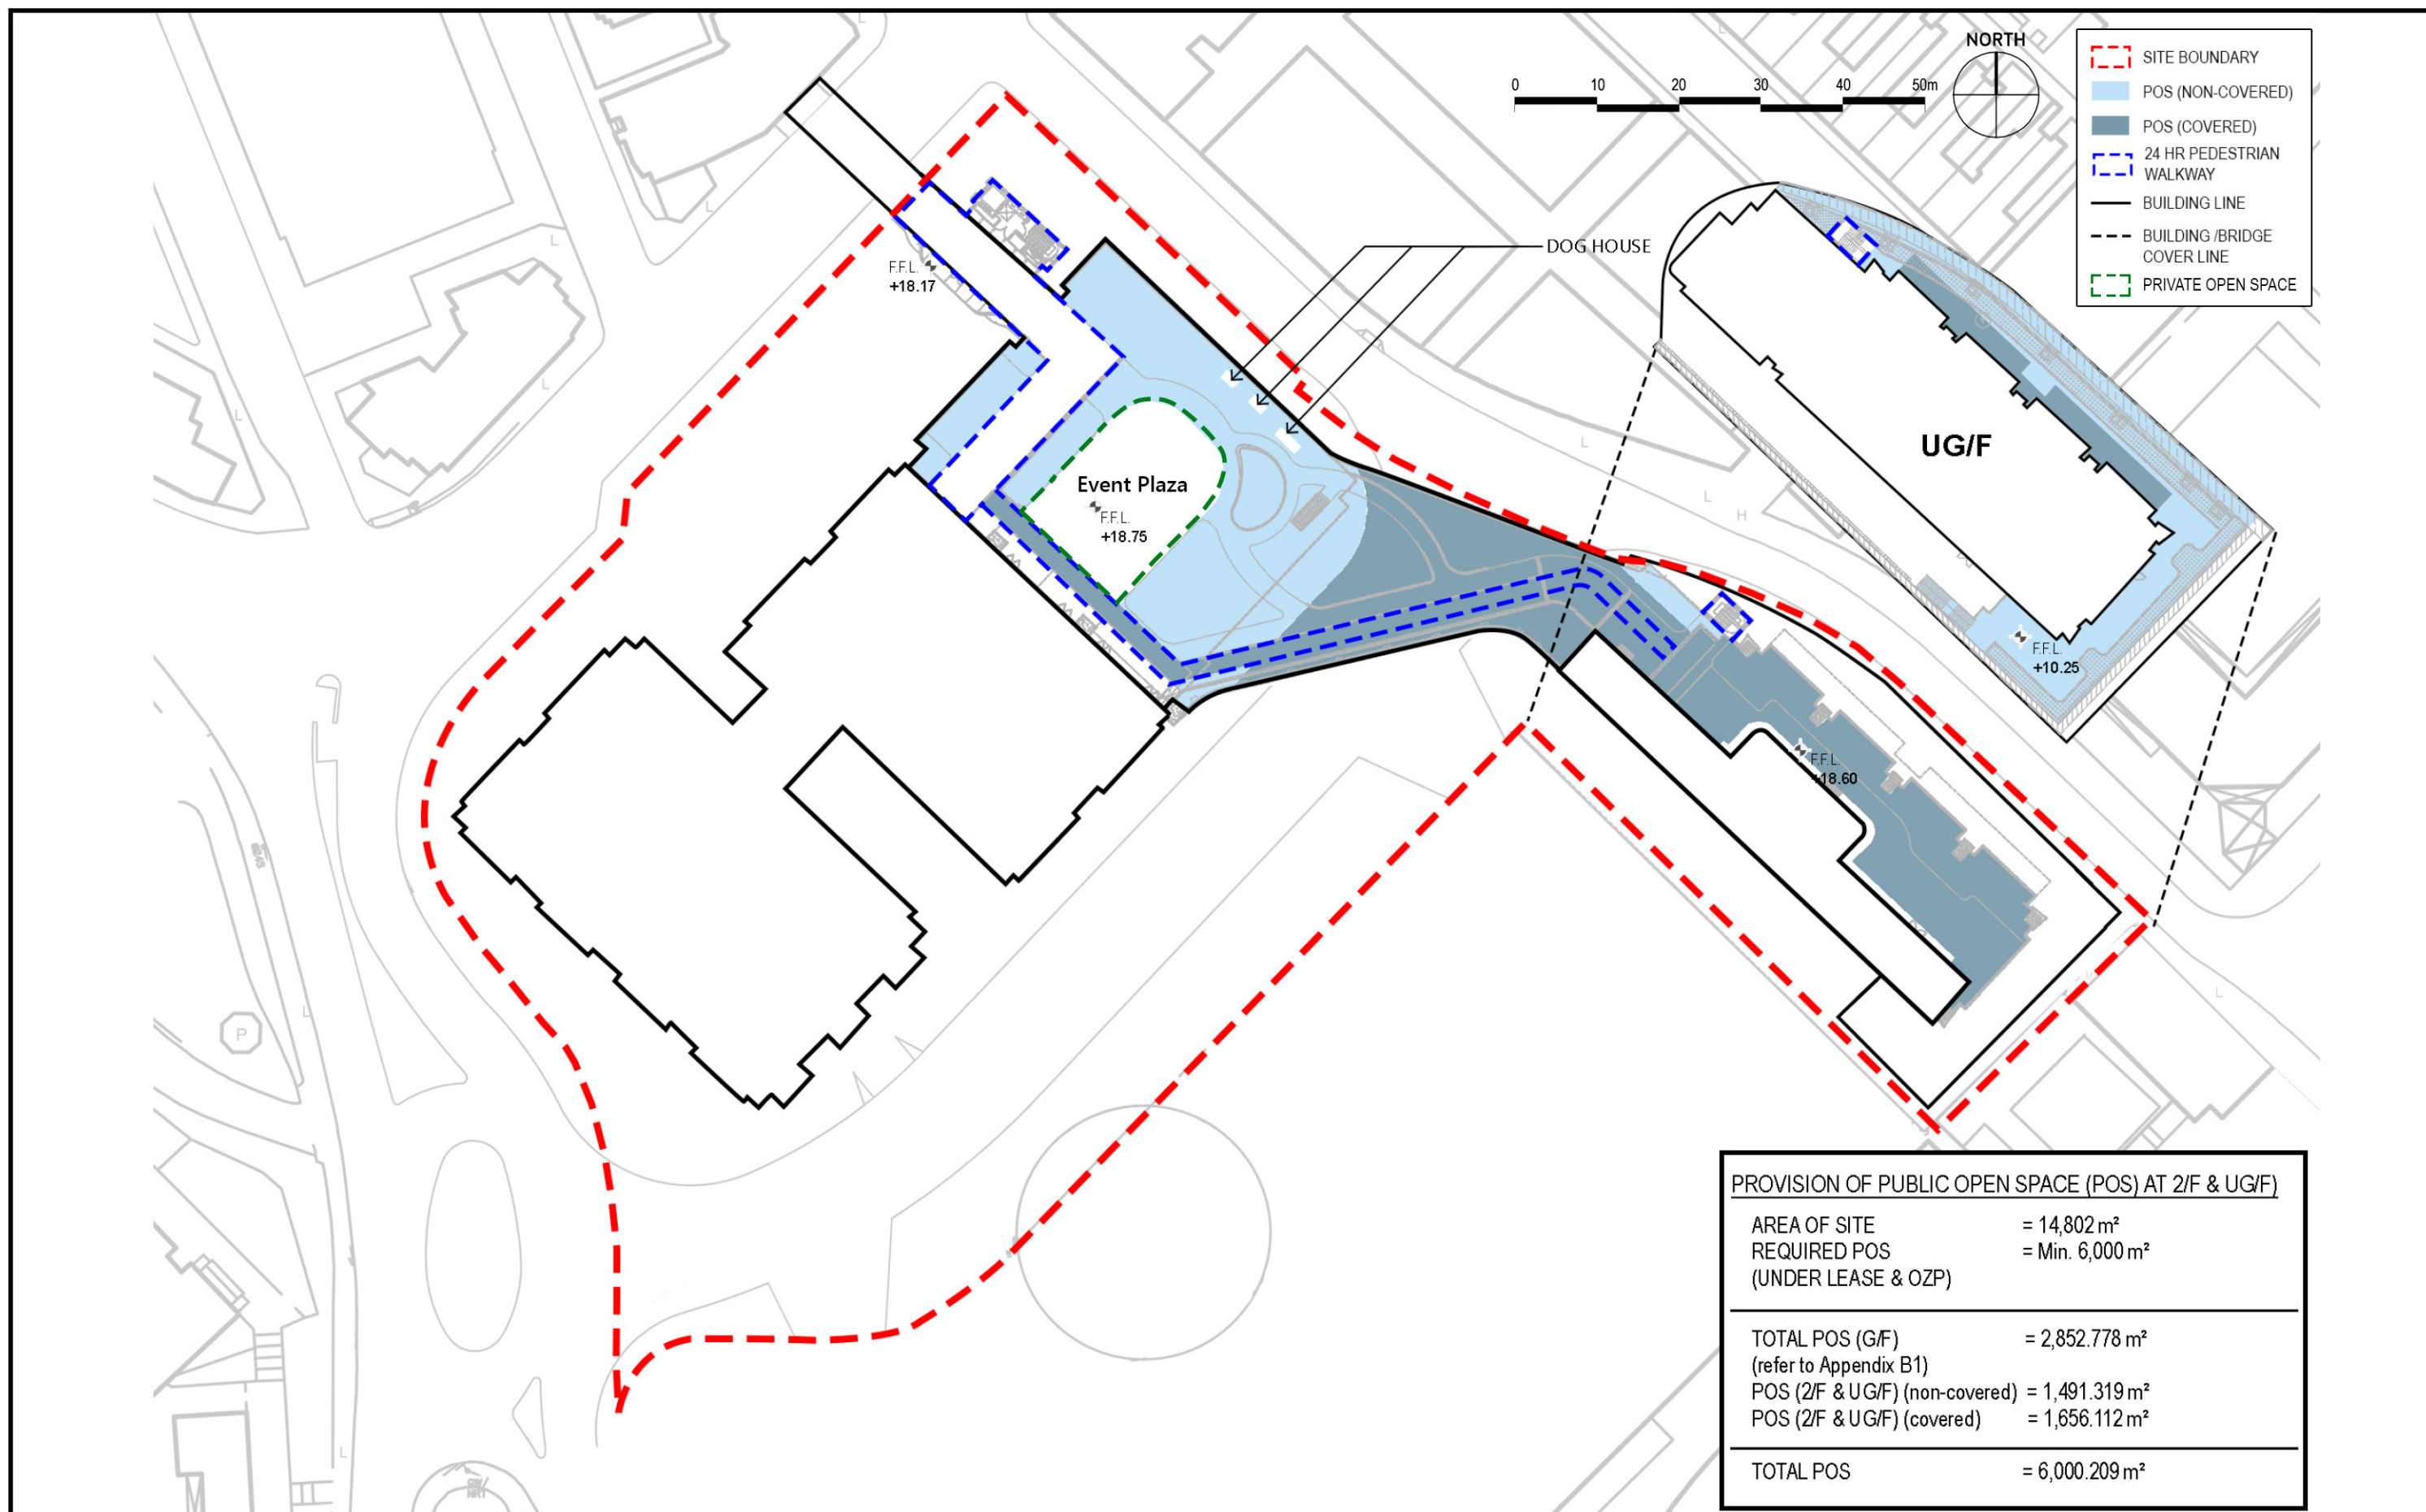 NORTH
0 10 20 30 40 50m
SITE BOUNDARY
POS (NON-COVERED)
POS (COVERED)
24 HR PEDESTRIAN
WALKWAY
BUILDING LINE
BUILDING /BRIDGE
COVER LINE
PRIVATE OPEN SPACE
DOG HOUSE
F.F.L.
+18.17
UG/F
Event Plaza
F.F.L.
+18.75
F.F.L.
+10.25
F.F.L.
+18.60
L
L
L
L
L
L
L
L
L
H
L
L
L
P
PROVISION OF PUBLIC OPEN SPACE (POS) AT 2/F & UG/F)
AREA OF SITE = 14,802 m²
REQUIRED POS = Min. 6,000 m²
(UNDER LEASE & OZP)
TOTAL POS (G/F) = 2,852.778 m²
(refer to Appendix B1)
POS (2/F & UG/F) (non-covered) = 1,491.319 m²
POS (2/F & UG/F) (covered) = 1,656.112 m²
TOTAL POS = 6,000.209 m²